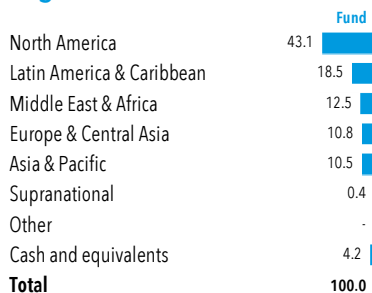 Fund
North America 43.1
Latin America & Caribbean 18.5
Middle East & Africa 12.5
Europe & Central Asia 10.8
Asia & Pacific 10.5
Supranational 0.4
Other -
Cash and equivalents 4.2
Total 100.0